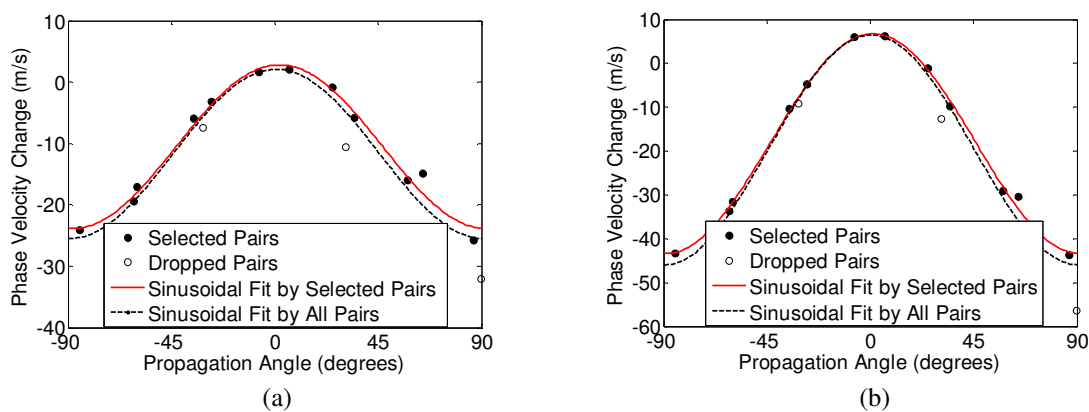 10
0
-10
-20
-30
-40
-90
-45
0
45
90
Phase Velocity Change (m/s)
Propagation Angle (degrees)
Selected Pairs
Dropped Pairs
Sinusoidal Fit by Selected Pairs
Sinusoidal Fit by All Pairs
(a)
10
0
-10
-20
-30
-40
-50
-60
-90
-45
0
45
90
Phase Velocity Change (m/s)
Propagation Angle (degrees)
Selected Pairs
Dropped Pairs
Sinusoidal Fit by Selected Pairs
Sinusoidal Fit by All Pairs
(b)